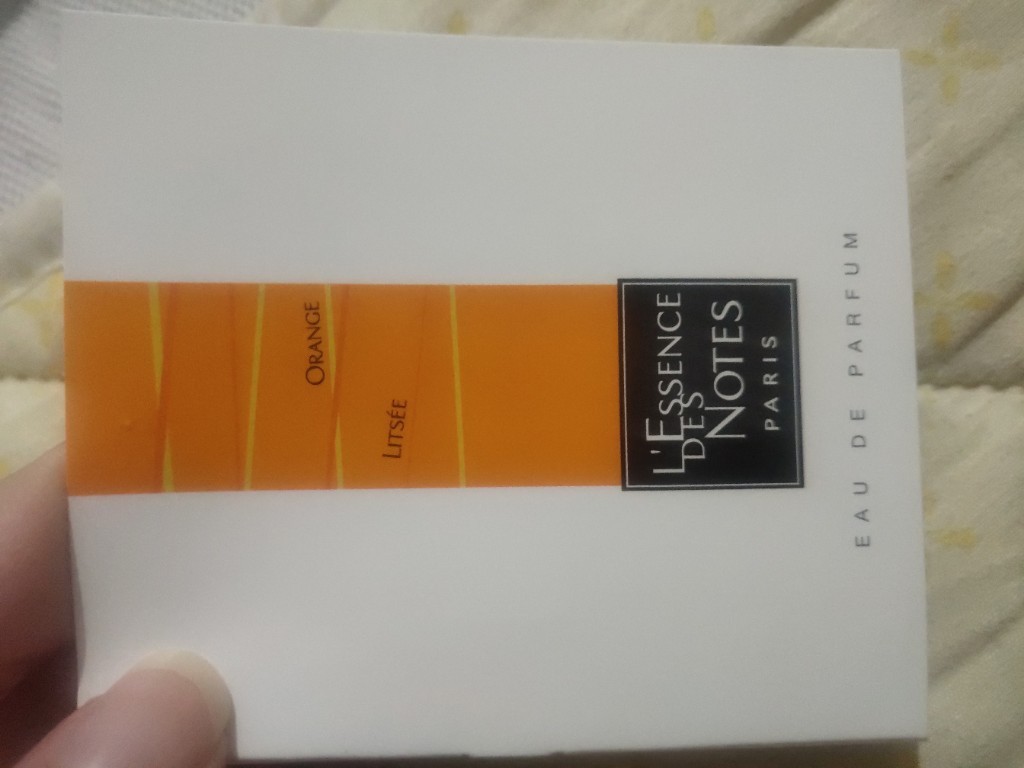 ORANGE
LITSÉE
L'ESSENCE
DES
NOTES
PARIS
EAU DE PARFUM